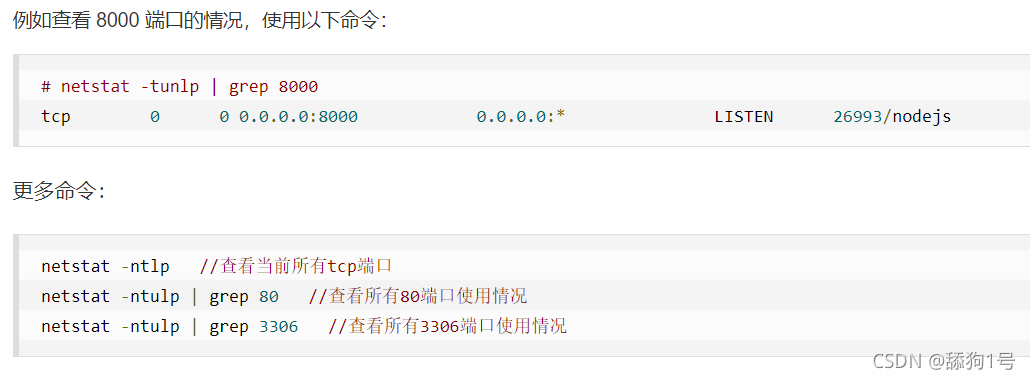 例如查看 8000 端口的情况，使用以下命令：
# netstat -tunlp | grep 8000
tcp        0      0 0.0.0.0:8000            0.0.0.0:*               LISTEN      26993/nodejs
更多命令：
netstat -ntlp   //查看当前所有tcp端口
netstat -ntulp | grep 80   //查看所有80端口使用情况
netstat -ntulp | grep 3306   //查看所有3306端口使用情况
CSDN @舔狗1号